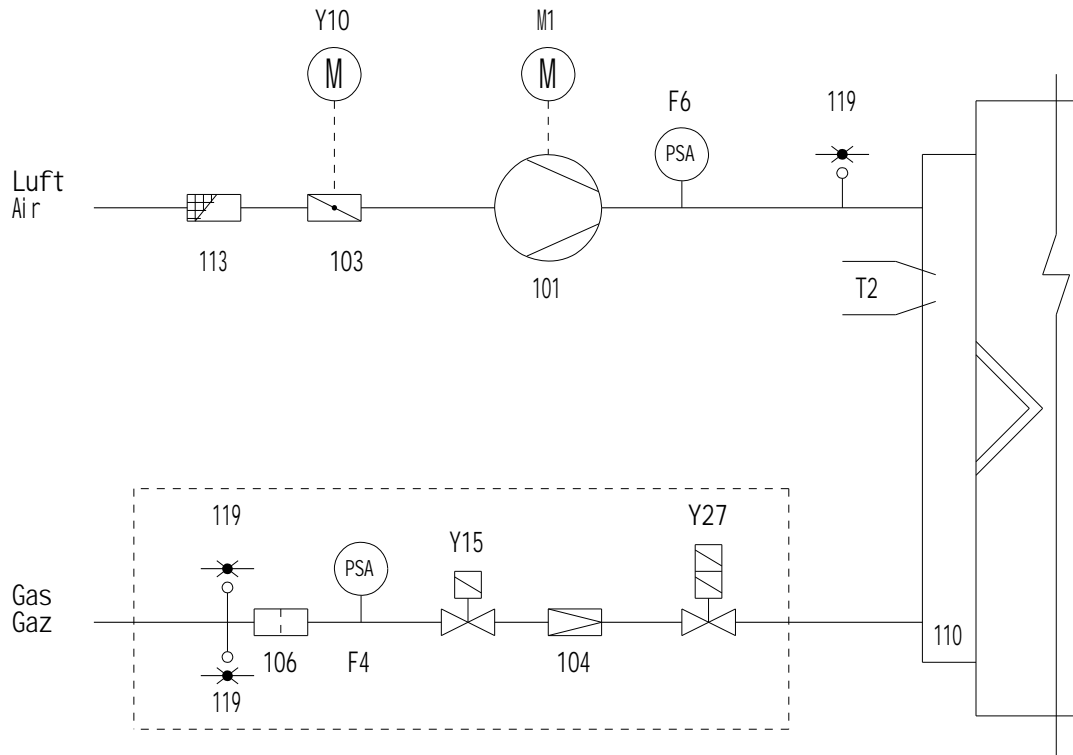 Y10
M1
M
M
F6
119
PSA
Luft
Air
113
103
101
T2
119
Y15
Y27
PSA
Gas
Gaz
110
106
F4
104
119